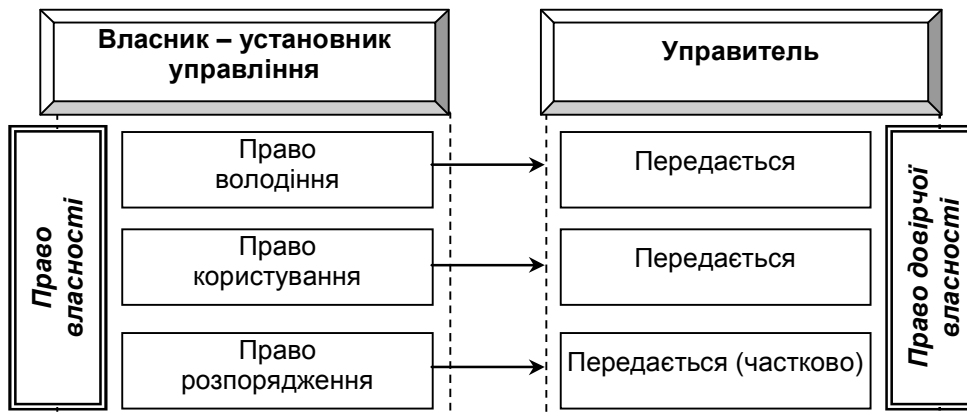 Власник – установник
управління
Управитель
Право
власності
Право
володіння
Передається
Право
користування
Передається
Право
розпорядження
Передається (частково)
Право довірчої
власності